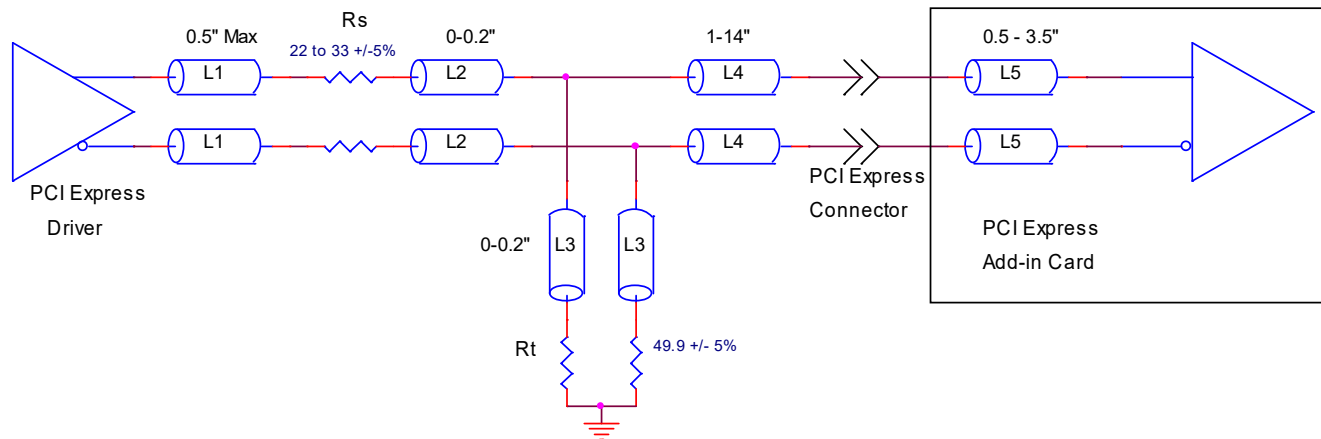 Rs
0.5" Max
22 to 33 +/-5%
0-0.2"
1-14"
0.5 - 3.5"
L1
L2
L4
L5
L1
L2
L4
L5
PCI Express
Driver
PCI Express
Connector
0-0.2"
L3
L3
PCI Express
Add-in Card
Rt
49.9 +/- 5%